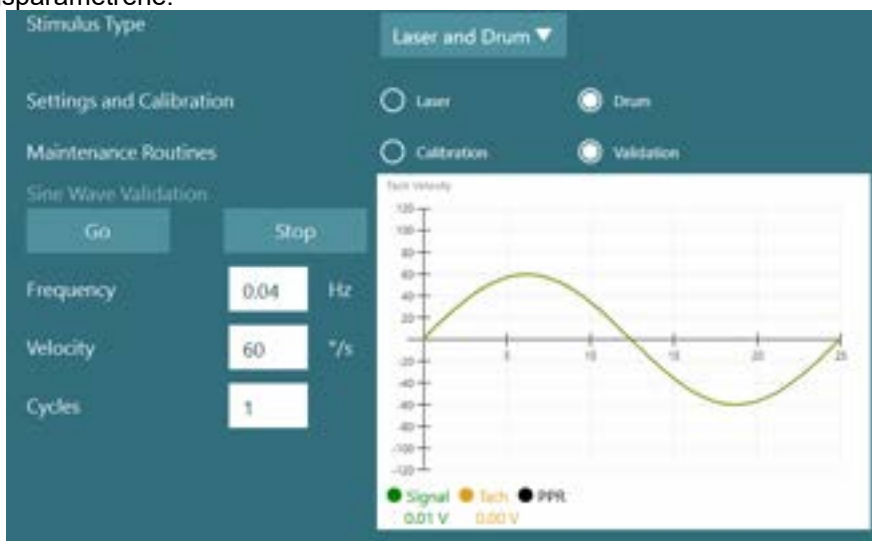 sparametrene.
Stimulus Type
Laser and Drum
Settings and Calibration
Laser
Drum
Maintenance Routines
Calibration
Validation
Sine Wave Validation
Go
Stop
Frequency
0.04
Hz
Velocity
60
°/s
Cycles
1
Tach Velocity
120
100
80
60
40
20
5
10
15
20
25
-20
-40
-60
-80
-100
-120
Signal
Tach
PPR
0.01 V
0.00 V